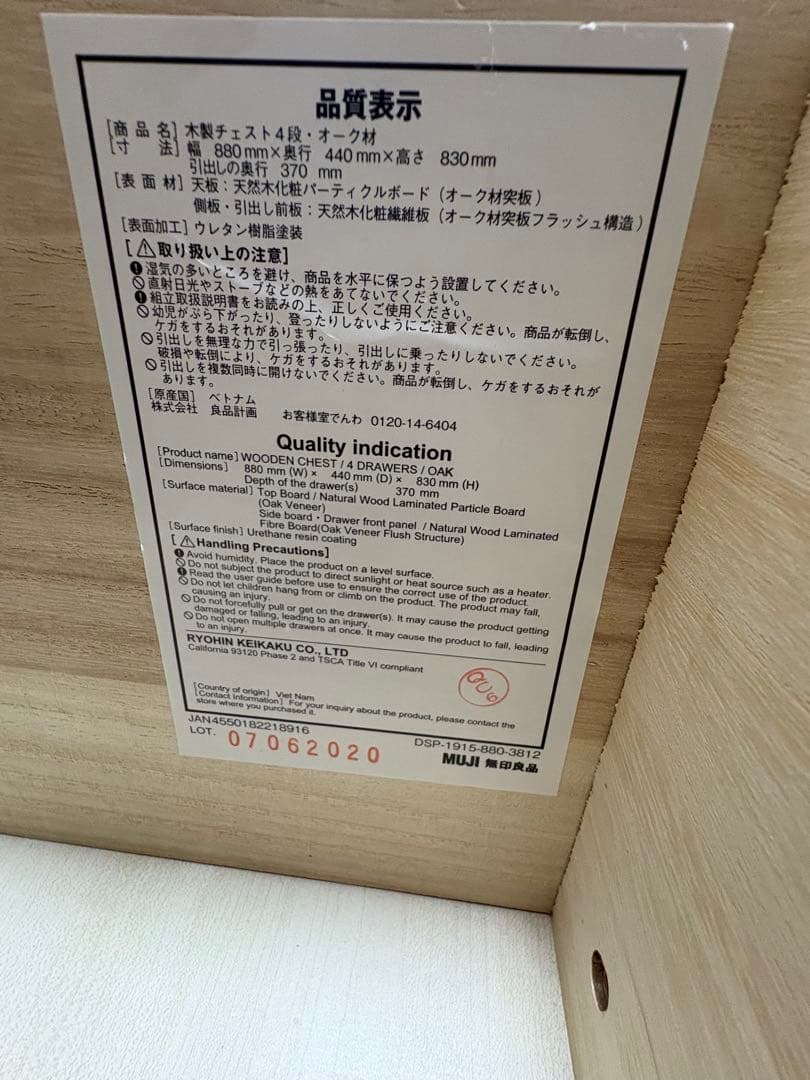 品質表示
[商品名] 木製チェスト4段・オーク材
[寸　法] 幅 880mm×奥行 440mm×高さ 830mm
引出しの奥行 370 mm
[表面材] 天板:天然木化粧パーティクルボード(オーク材突板)
側板・引出し前板:天然木化粧繊維板(オーク材突板フラッシュ構造)
[表面加工] ウレタン樹脂塗装
[⚠取り扱い上の注意]
湿気の多いところを避け、商品を水平に保つよう設置してください。
直射日光やストーブなどの熱をあてないでください。
組立取扱説明書をお読みの上、正しくご使用ください。
幼児がぶら下がったり、登ったりしないようにご注意ください。商品が転倒し、
ケガをするおそれがあります。
引出しを無理な力で引っ張ったり、引出しに乗ったりしないでください。
破損や転倒により、ケガをするおそれがあります。
引出しを複数同時に開けないでください。商品が転倒し、ケガをするおそれが
あります。
[原産国] ベトナム
株式会社 良品計画 お客様室でんわ 0120-14-6404
Quality indication
[Product name] WOODEN CHEST / 4 DRAWERS / OAK
[Dimensions] 880 mm (W) × 440 mm (D) × 830 mm (H)
Depth of the drawer(s) 370 mm
[Surface material] Top Board / Natural Wood Laminated Particle Board
(Oak Veneer)
Side board・Drawer front panel / Natural Wood Laminated
Fibre Board(Oak Veneer Flush Structure)
[Surface finish] Urethane resin coating
[⚠Handling Precautions]
Avoid humidity. Place the product on a level surface.
Do not subject the product to direct sunlight or heat source such as a heater.
Read the user guide before use to ensure the correct use of the product.
Do not let children hang from or climb on the product. The product may fall,
causing an injury.
Do not forcefully pull or get on the drawer(s). It may cause the product getting
damaged or falling, leading to an injury.
Do not open multiple drawers at once. It may cause the product to fall, leading
to an injury.
RYOHIN KEIKAKU CO., LTD
California 93120 Phase 2 and TSCA Title VI compliant
[Country of origin] Viet Nam
[Contact Information] For your inquiry about the product, please contact the
store where you purchased it.
JAN4550182218916
DSP-1915-880-3812
LOT. 07062020
MUJI 無印良品